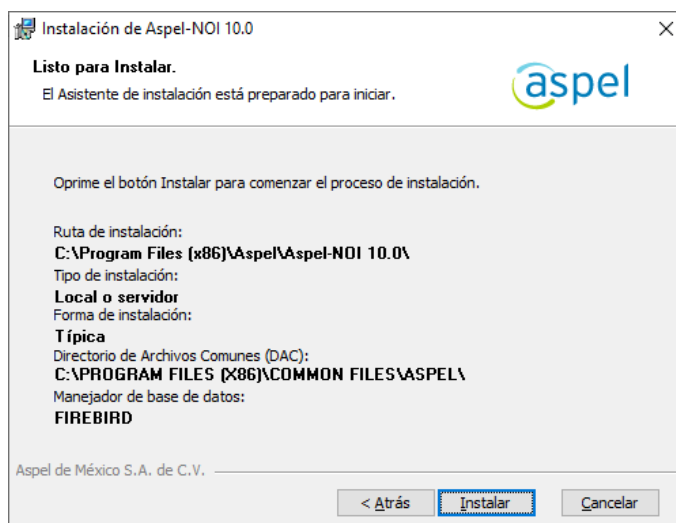 Instalación de Aspel-NOI 10.0
Listo para Instalar.
El Asistente de instalación está preparado para iniciar.
aspel
Oprime el botón Instalar para comenzar el proceso de instalación.
Ruta de instalación:
C:\Program Files (x86)\Aspel\Aspel-NOI 10.0\
Tipo de instalación:
Local o servidor
Forma de instalación:
Típica
Directorio de Archivos Comunes (DAC):
C:\PROGRAM FILES (X86)\COMMON FILES\ASPEL\
Manejador de base de datos:
FIREBIRD
Aspel de México S.A. de C.V.
< Atrás Instalar Cancelar